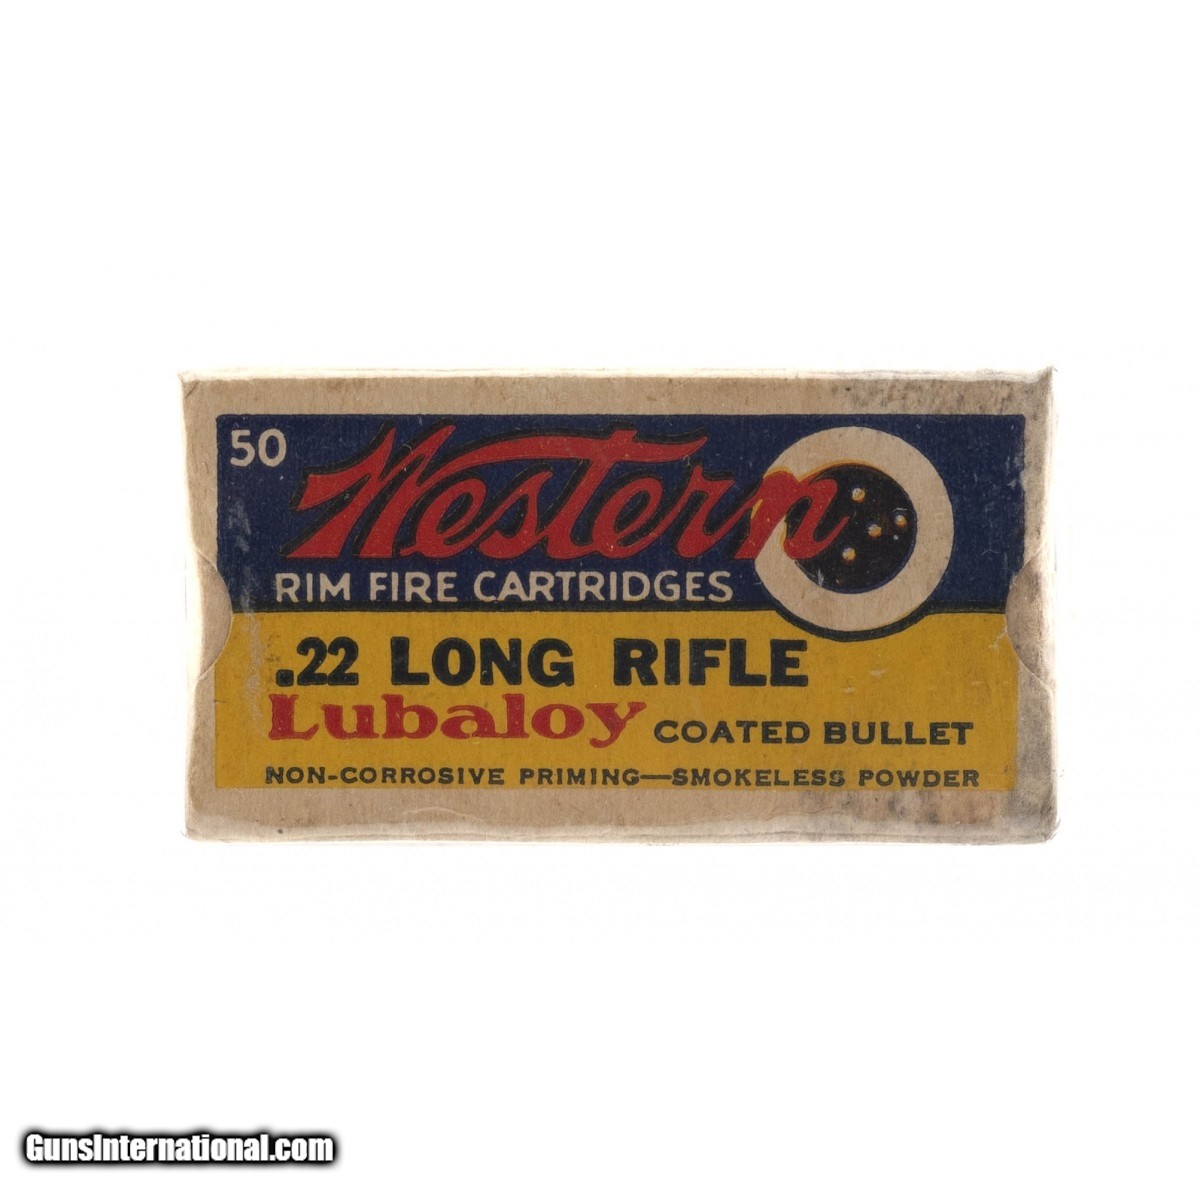 50
Western
RIM FIRE CARTRIDGES
.22 LONG RIFLE
Lubaloy COATED BULLET
NON-CORROSIVE PRIMING—SMOKELESS POWDER
GunsInternational.com